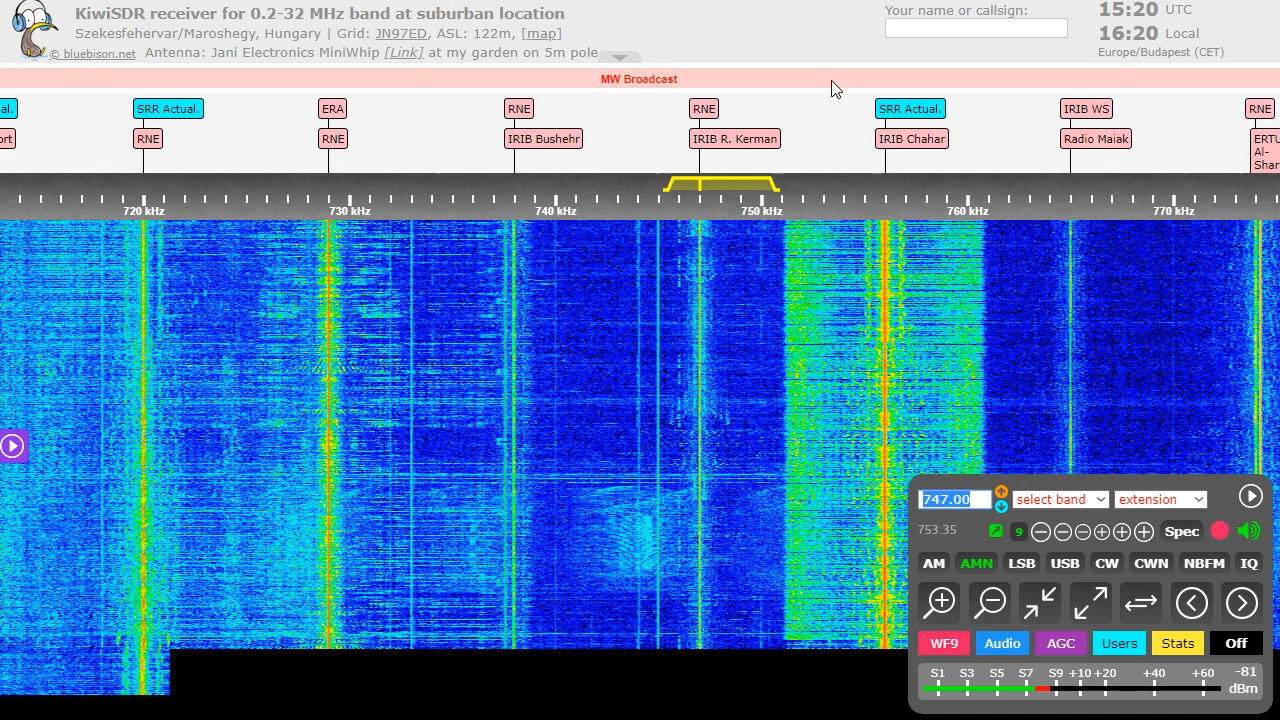 KiwiSDR receiver for 0.2-32 MHz band at suburban location
Szekesfehervar/Maroshegy, Hungary | Grid: JN97ED, ASL: 122m, [map]
© bluebison.net Antenna: Jani Electronics MiniWhip [Link] at my garden on 5m pole
Your name or callsign:
15:20 UTC
16:20 Local
Europe/Budapest (CET)
MW Broadcast
al. SRR Actual. ERA RNE RNE SRR Actual. IRIB WS RNE
ort RNE RNE IRIB Bushehr IRIB R. Kerman IRIB Chahar Radio Maiak ERTU
Al-
Shar
720 kHz 730 kHz 740 kHz 750 kHz 760 kHz 770 kHz
747.00 select band extension
753.35 9 Spec
AM AMN LSB USB CW CWN NBFM IQ
WF9 Audio AGC Users Stats Off
S1 S3 S5 S7 S9 +10 +20 +40 +60 -81
dBm